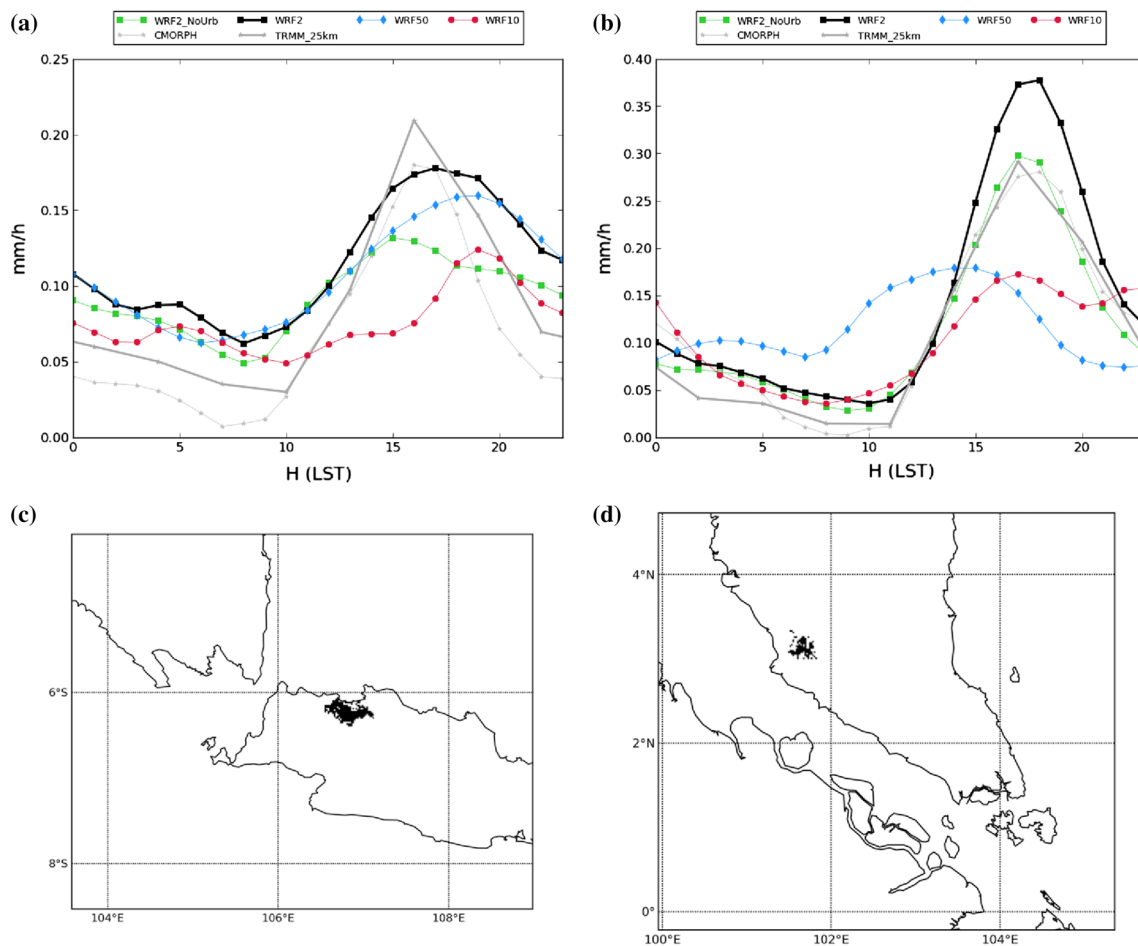 (a)
WRF2_NoUrb WRF2 WRF50 WRF10
CMORPH TRMM_25km
0.25
0.20
0.15
0.10
0.05
0.00
mm/h
0 5 10 15 20
H (LST)
(b)
WRF2_NoUrb WRF2 WRF50 WRF10
CMORPH TRMM_25km
0.40
0.35
0.30
0.25
0.20
0.15
0.10
0.05
0.00
mm/h
0 5 10 15 20
H (LST)
(c)
6°S
8°S
104°E 106°E 108°E
(d)
4°N
2°N
0°
100°E 102°E 104°E